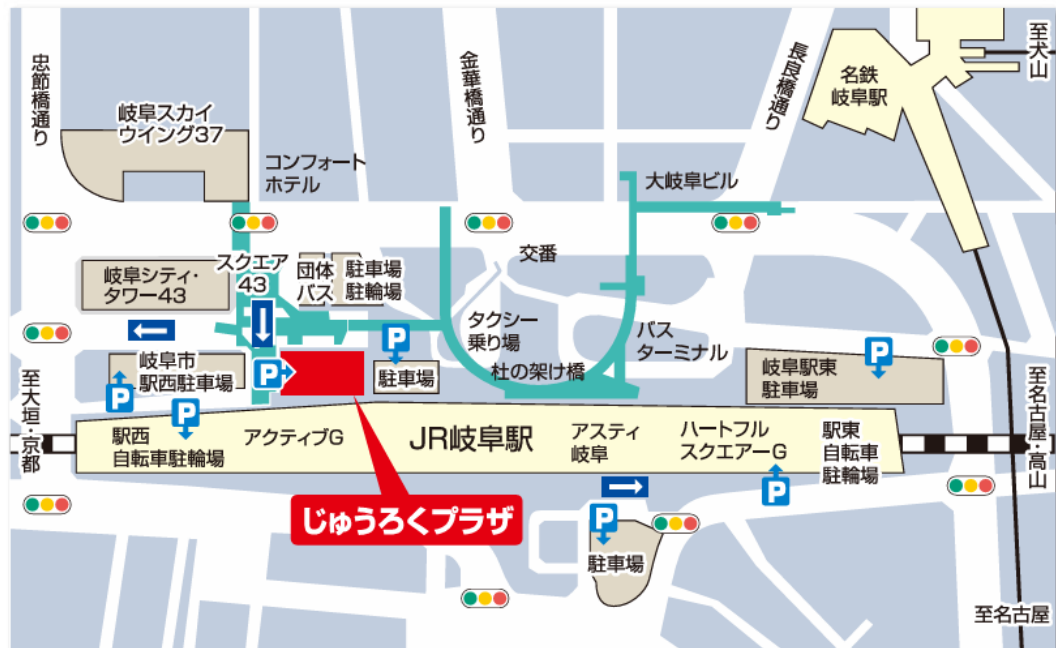 忠節橋通り
金華橋通り
長良橋通り
至犬山
名鉄
岐阜駅
岐阜スカイ
ウイング37
コンフォート
ホテル
大岐阜ビル
交番
スクエア
43
団体
バス
駐車場
駐輪場
岐阜シティ・
タワー43
タクシー
乗り場
バス
ターミナル
杜の架け橋
岐阜市
駅西駐車場
P
P
P
駐車場
岐阜駅東
駐車場
P
至大垣・京都
至名古屋・高山
P
駅西
自転車駐輪場
アクティブG
JR岐阜駅
アスティ
岐阜
ハートフル
スクエアーG
駅東
自転車
駐輪場
P
じゅうろくプラザ
P
駐車場
至名古屋